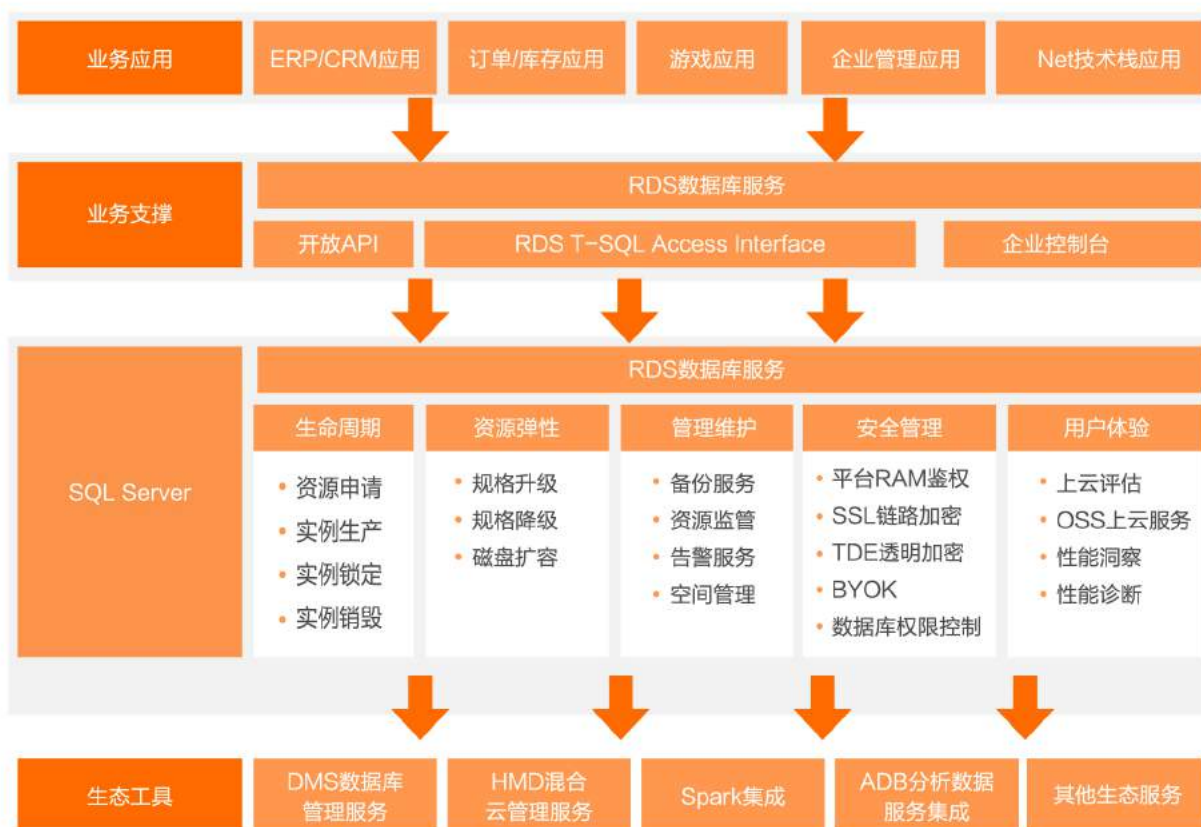 业务应用
ERP/CRM应用
订单/库存应用
游戏应用
企业管理应用
Net技术栈应用
业务支撑
RDS数据库服务
开放API
RDS T-SQL Access Interface
企业控制台
SQL Server
RDS数据库服务
生命周期
• 资源申请
• 实例生产
• 实例锁定
• 实例销毁
资源弹性
• 规格升级
• 规格降级
• 磁盘扩容
管理维护
• 备份服务
• 资源监管
• 告警服务
• 空间管理
安全管理
• 平台RAM鉴权
• SSL链路加密
• TDE透明加密
• BYOK
• 数据库权限控制
用户体验
• 上云评估
• OSS上云服务
• 性能洞察
• 性能诊断
生态工具
DMS数据库
管理服务
HMD混合
云管理服务
Spark集成
ADB分析数据
服务集成
其他生态服务